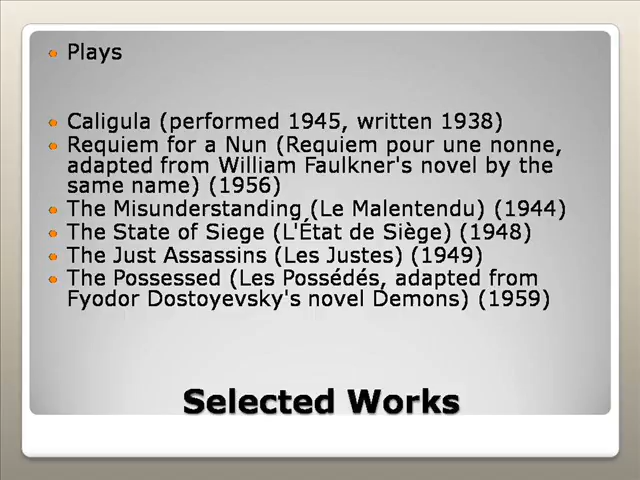 Plays
Caligula (performed 1945, written 1938)
Requiem for a Nun (Requiem pour une nonne,
adapted from William Faulkner's novel by the
same name) (1956)
The Misunderstanding (Le Malentendu) (1944)
The State of Siege (L'État de Siège) (1948)
The Just Assassins (Les Justes) (1949)
The Possessed (Les Possédés, adapted from
Fyodor Dostoyevsky's novel Demons) (1959)
Selected Works